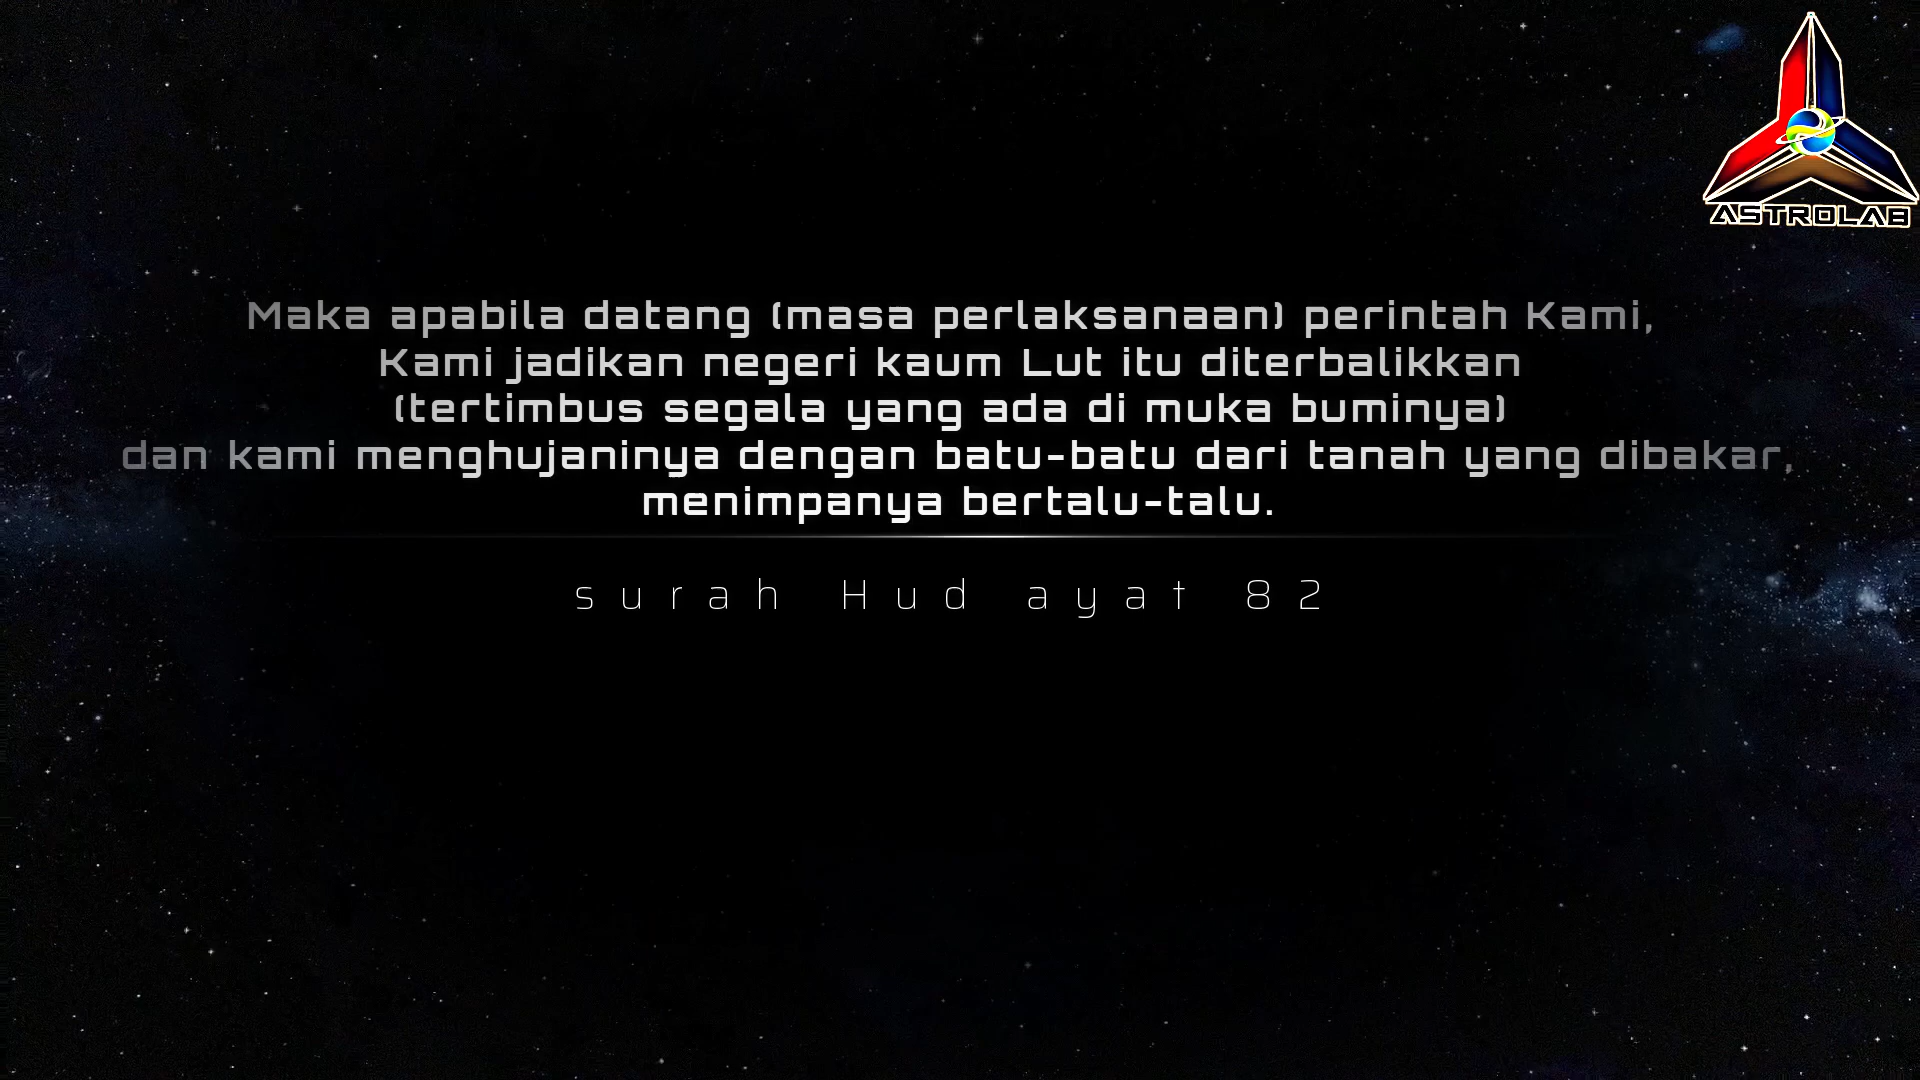 ASTROLAB
Maka apabila datang (masa perlaksanaan) perintah Kami,
Kami jadikan negeri kaum Lut itu diterbalikkan
(tertimbus segala yang ada di muka buminya)
dan kami menghujaninya dengan batu-batu dari tanah yang dibakar,
menimpanya bertalu-talu.
surah Hud ayat 82